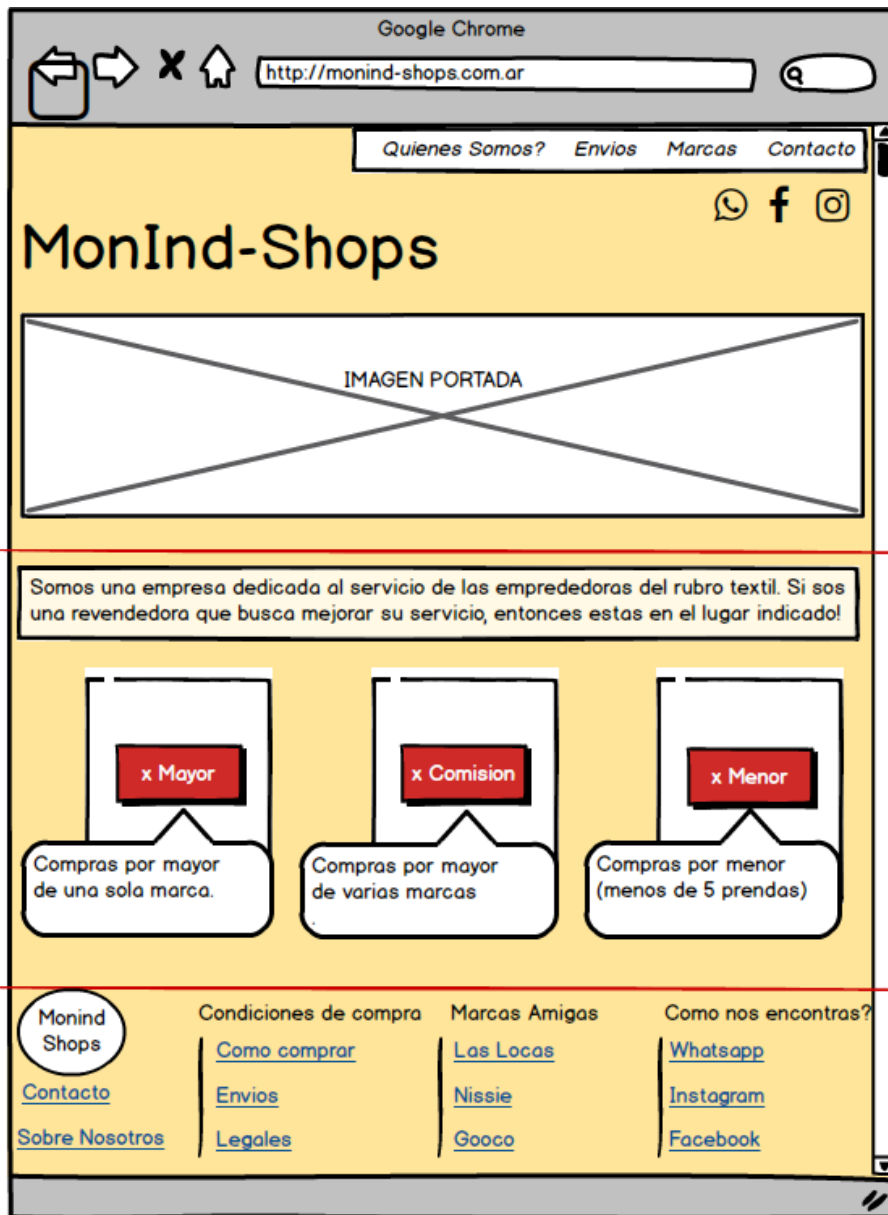 Google Chrome
http://monind-shops.com.ar
Quienes Somos? Envios Marcas Contacto
MonInd-Shops
IMAGEN PORTADA
Somos una empresa dedicada al servicio de las emprededoras del rubro textil. Si sos
una revendedora que busca mejorar su servicio, entonces estas en el lugar indicado!
x Mayor
Compras por mayor
de una sola marca.
x Comision
Compras por mayor
de varias marcas
.
x Menor
Compras por menor
(menos de 5 prendas)
Monind
Shops
Contacto
Sobre Nosotros
Condiciones de compra
Como comprar
Envios
Legales
Marcas Amigas
Las Locas
Nissie
Gooco
Como nos encontras?
Whatsapp
Instagram
Facebook